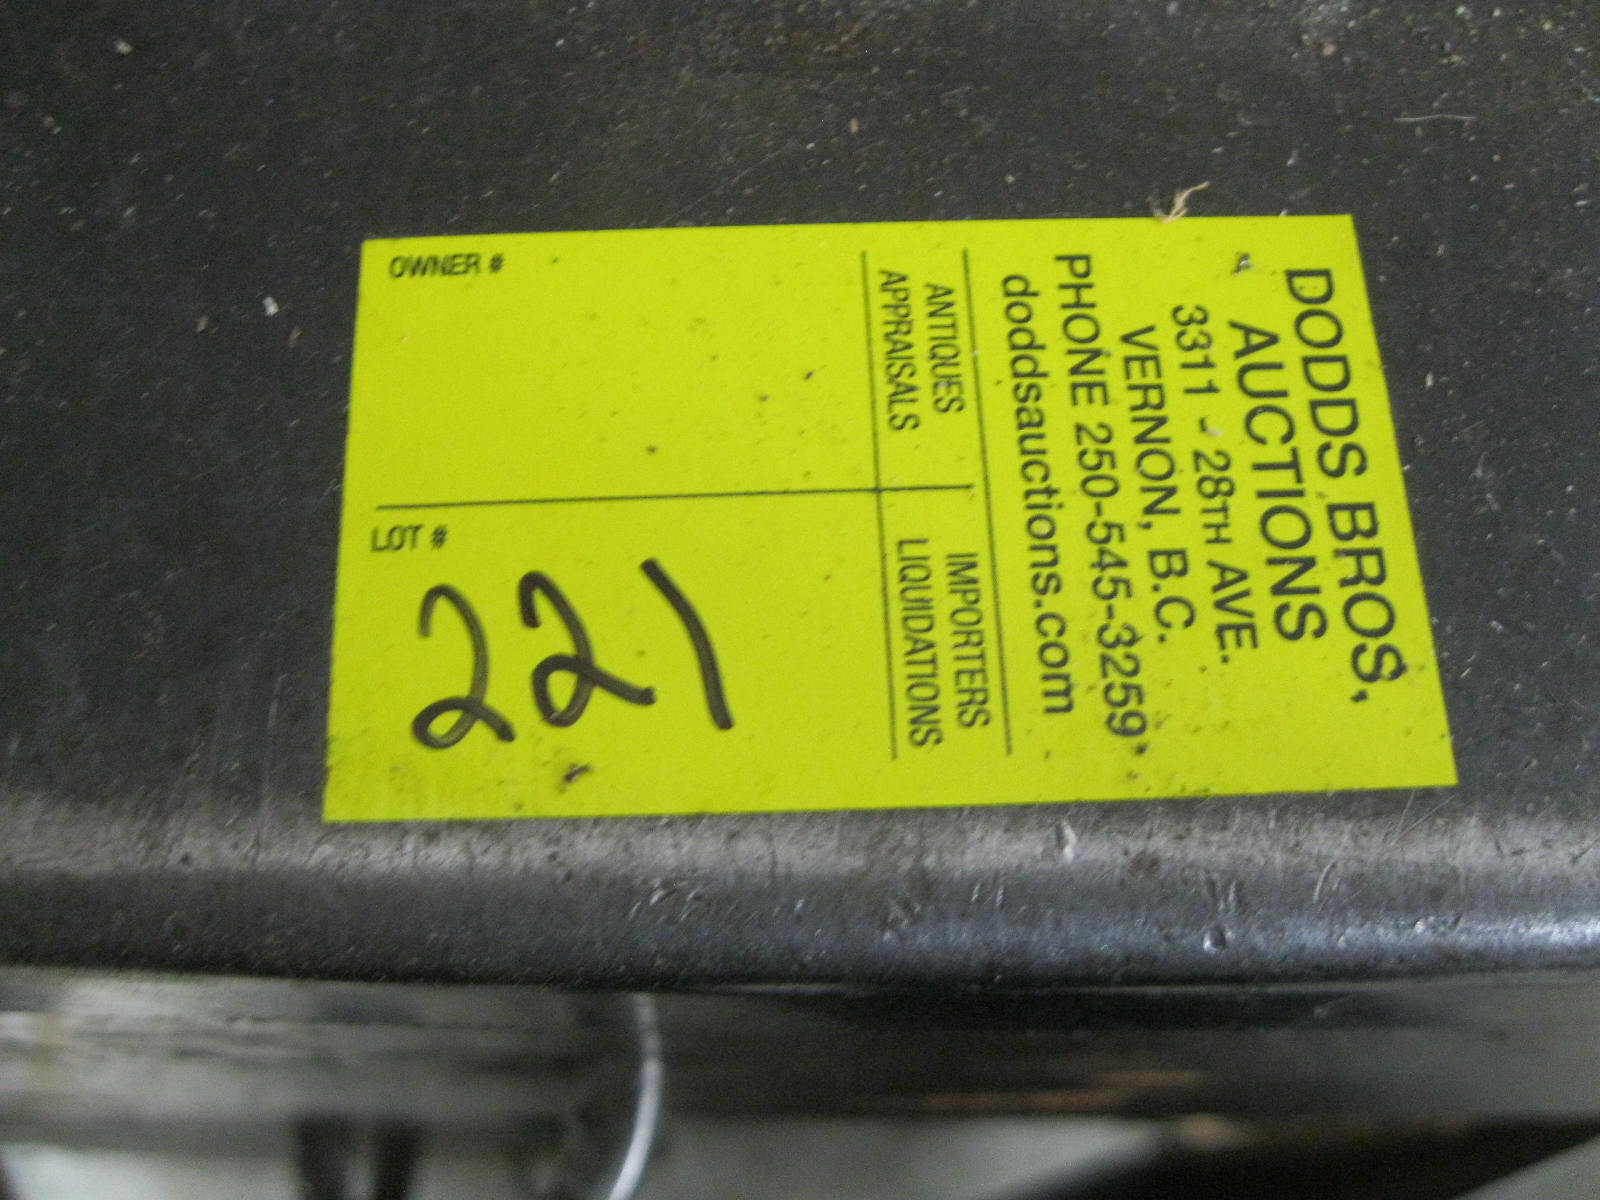 DODDS BROS,
AUCTIONS
3311 - 28TH AVE.
VERNON, B.C.
PHONE 250-545-3259
doddsauctions.com
ANTIQUES
APPRAISALS
IMPORTERS
LIQUIDATIONS
OWNER #
LOT #
221